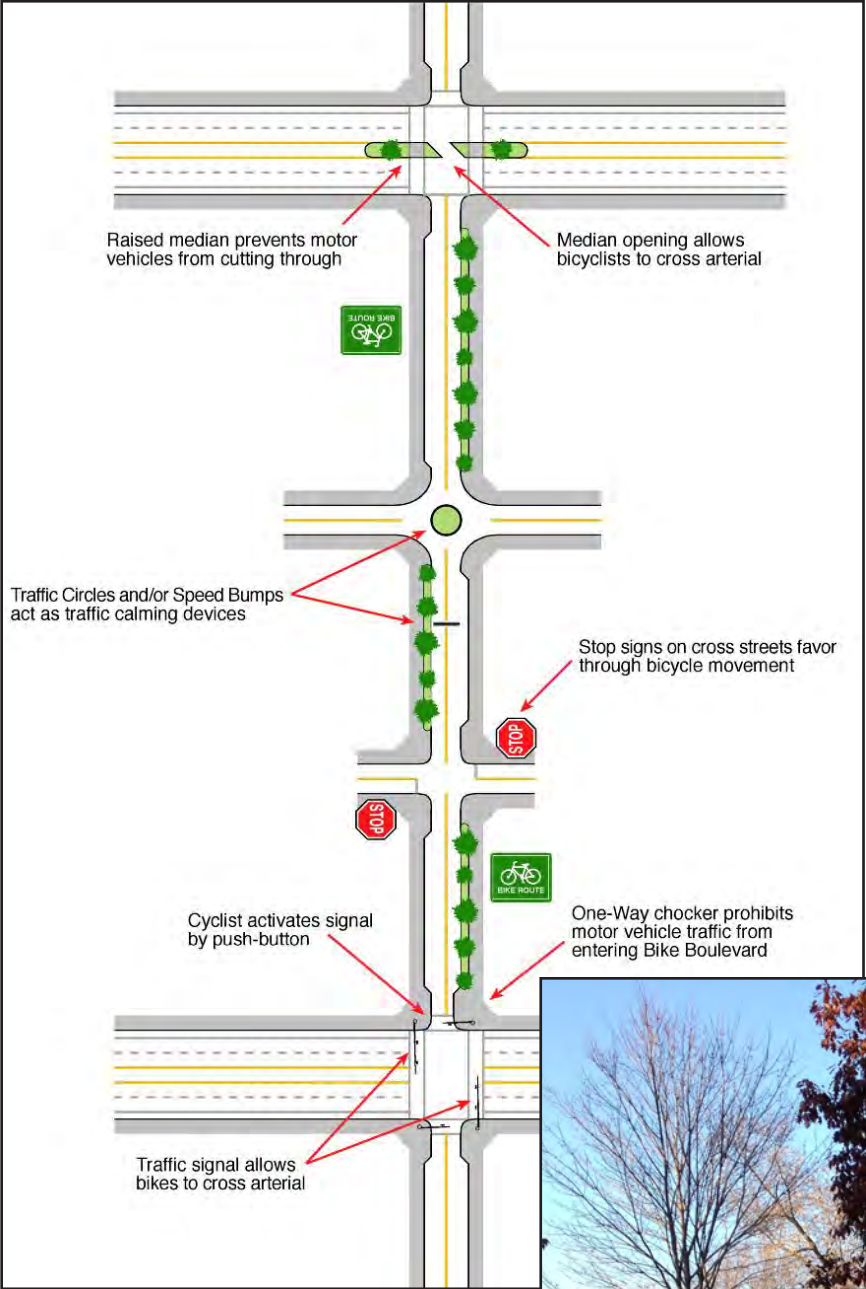 Raised median prevents motor
vehicles from cutting through
Median opening allows
bicyclists to cross arterial
BIKE ROUTE
Traffic Circles and/or Speed Bumps
act as traffic calming devices
Stop signs on cross streets favor
through bicycle movement
STOP
STOP
BIKE ROUTE
Cyclist activates signal
by push-button
One-Way chocker prohibits
motor vehicle traffic from
entering Bike Boulevard
Traffic signal allows
bikes to cross arterial